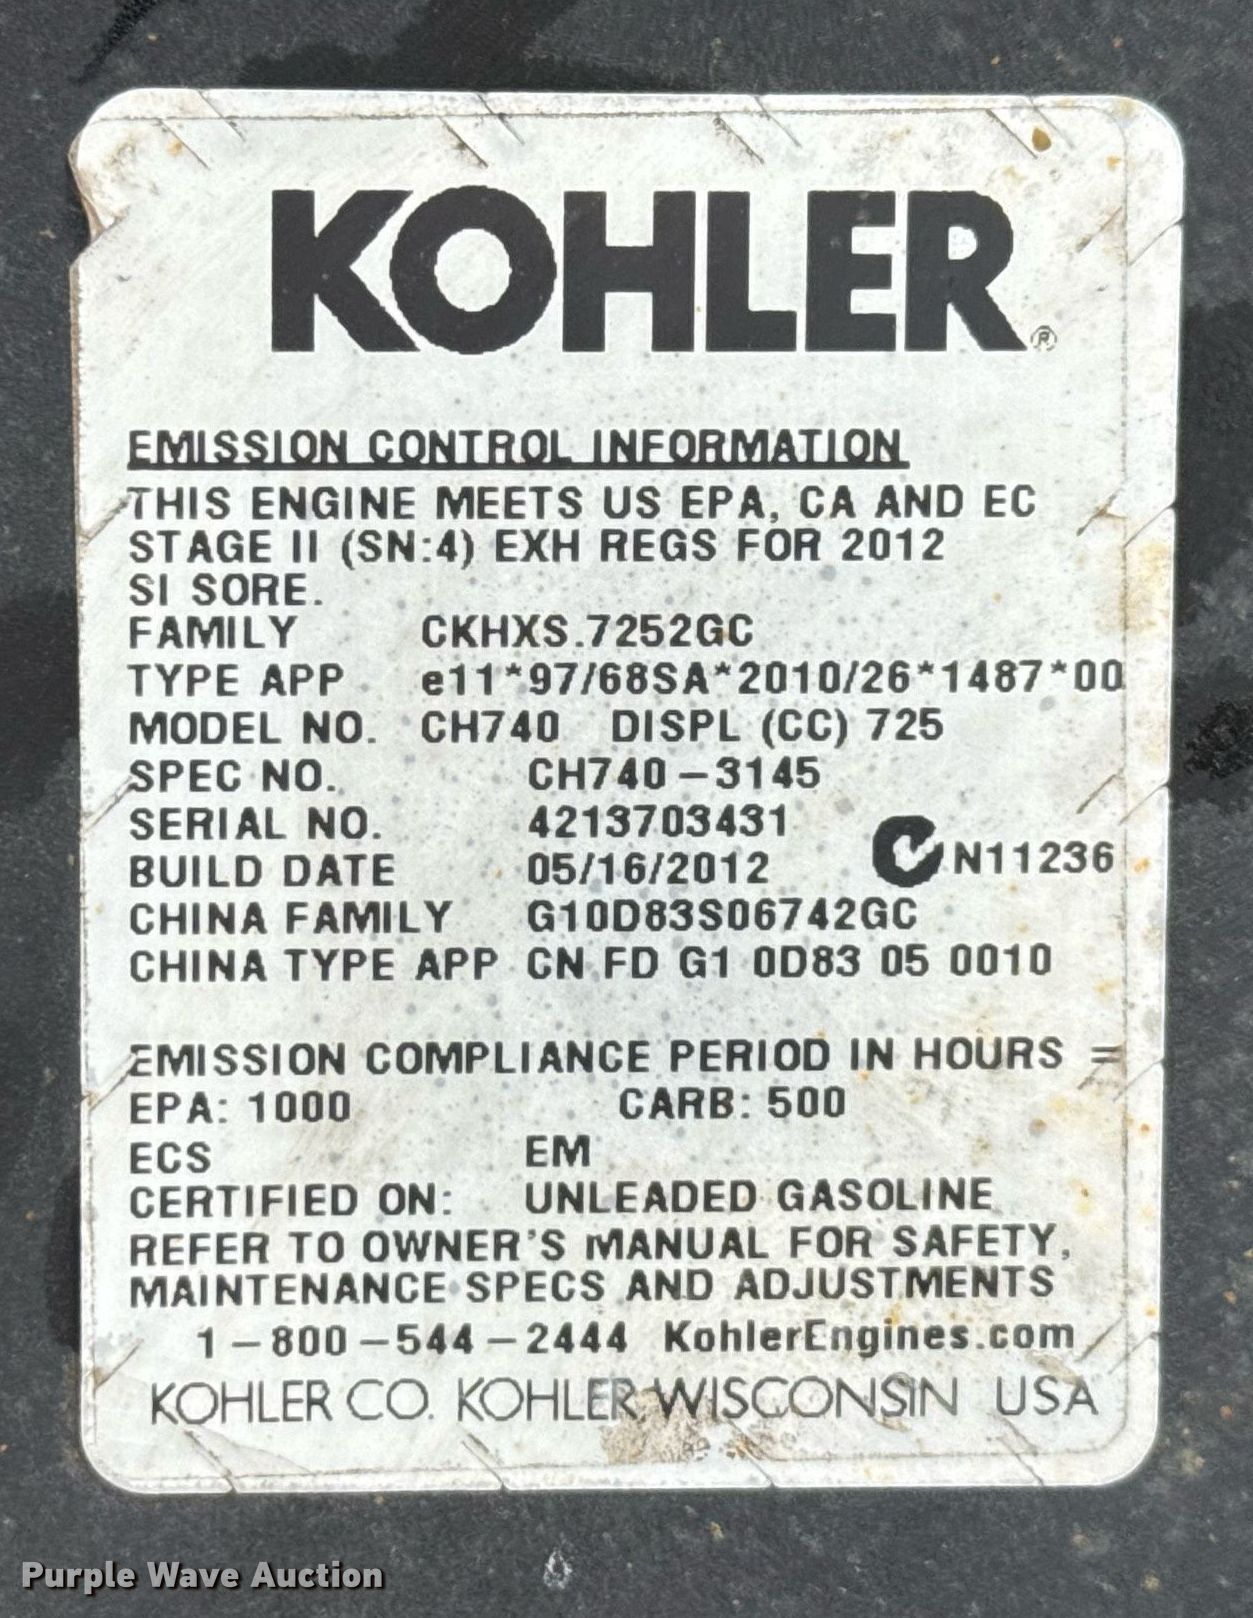 KOHLER®
EMISSION CONTROL INFORMATION
THIS ENGINE MEETS US EPA, CA AND EC
STAGE II (SN:4) EXH REGS FOR 2012
SI SORE.
FAMILY CKHXS.7252GC
TYPE APP e11*97/68SA*2010/26*1487*00
MODEL NO. CH740 DISPL (CC) 725
SPEC NO. CH740-3145
SERIAL NO. 4213703431
BUILD DATE 05/16/2012 N11236
CHINA FAMILY G10D83S06742GC
CHINA TYPE APP CN FD G1 0D83 05 0010
EMISSION COMPLIANCE PERIOD IN HOURS =
EPA: 1000 CARB: 500
ECS EM
CERTIFIED ON: UNLEADED GASOLINE
REFER TO OWNER'S MANUAL FOR SAFETY,
MAINTENANCE SPECS AND ADJUSTMENTS
1-800-544-2444 KohlerEngines.com
KOHLER CO. KOHLER, WISCONSIN USA
Purple Wave Auction